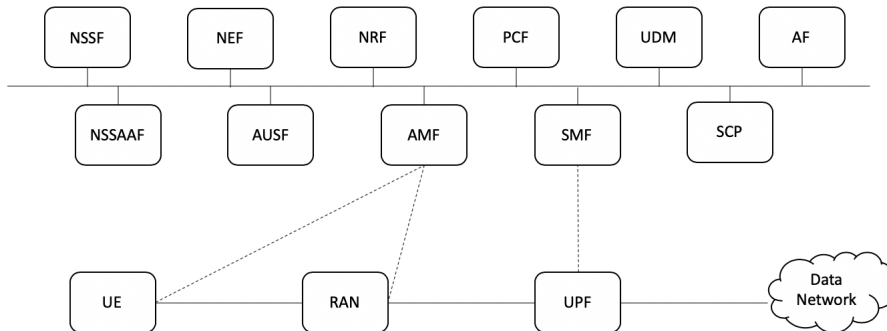 NSSF
NEF
NRF
PCF
UDM
AF
NSSAAF
AUSF
AMF
SMF
SCP
UE
RAN
UPF
Data
Network